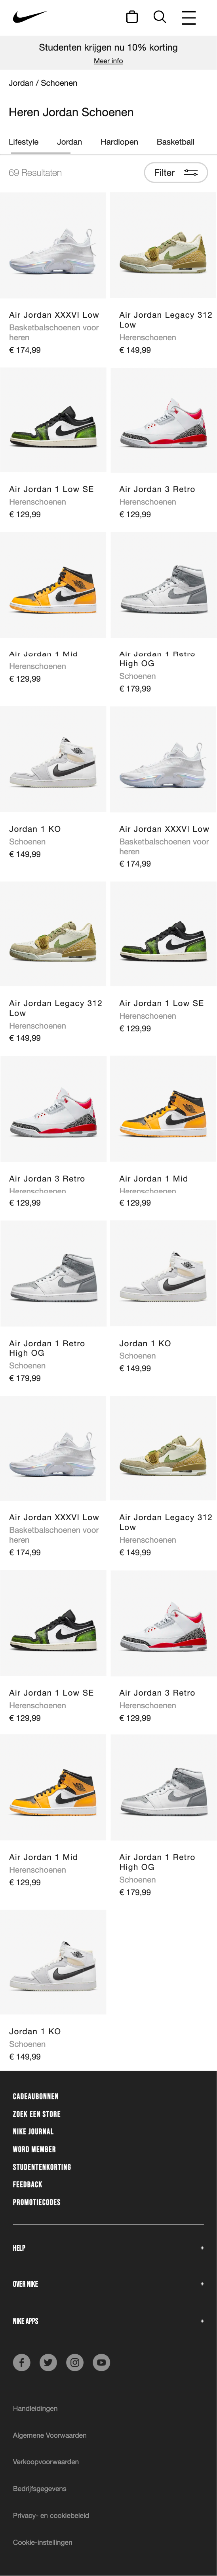 Studenten krijgen nu 10% korting
Meer info
Jordan / Schoenen
Heren Jordan Schoenen
Lifestyle Jordan Hardlopen Basketball
69 Resultaten Filter
Air Jordan XXXVI Low
Basketbalschoenen voor
heren
€ 174,99
Air Jordan Legacy 312
Low
Herenschoenen
€ 149,99
Air Jordan 1 Low SE
Herenschoenen
€ 129,99
Air Jordan 3 Retro
Herenschoenen
€ 129,99
Air Jordan 1 Mid
Herenschoenen
€ 129,99
Air Jordan 1 Retro
High OG
Schoenen
€ 179,99
Jordan 1 KO
Schoenen
€ 149,99
Air Jordan XXXVI Low
Basketbalschoenen voor
heren
€ 174,99
Air Jordan Legacy 312
Low
Herenschoenen
€ 149,99
Air Jordan 1 Low SE
Herenschoenen
€ 129,99
Air Jordan 3 Retro
Herenschoenen
€ 129,99
Air Jordan 1 Mid
Herenschoenen
€ 129,99
Air Jordan 1 Retro
High OG
Schoenen
€ 179,99
Jordan 1 KO
Schoenen
€ 149,99
Air Jordan XXXVI Low
Basketbalschoenen voor
heren
€ 174,99
Air Jordan Legacy 312
Low
Herenschoenen
€ 149,99
Air Jordan 1 Low SE
Herenschoenen
€ 129,99
Air Jordan 3 Retro
Herenschoenen
€ 129,99
Air Jordan 1 Mid
Herenschoenen
€ 129,99
Air Jordan 1 Retro
High OG
Schoenen
€ 179,99
Jordan 1 KO
Schoenen
€ 149,99
CADEAUBONNEN
ZOEK EEN STORE
NIKE JOURNAL
WORD MEMBER
STUDENTENKORTING
FEEDBACK
PROMOTIECODES
HELP +
OVER NIKE +
NIKE APPS +
Handleidingen
Algemene Voorwaarden
Verkoopvoorwaarden
Bedrijfsgegevens
Privacy- en cookiebeleid
Cookie-instellingen